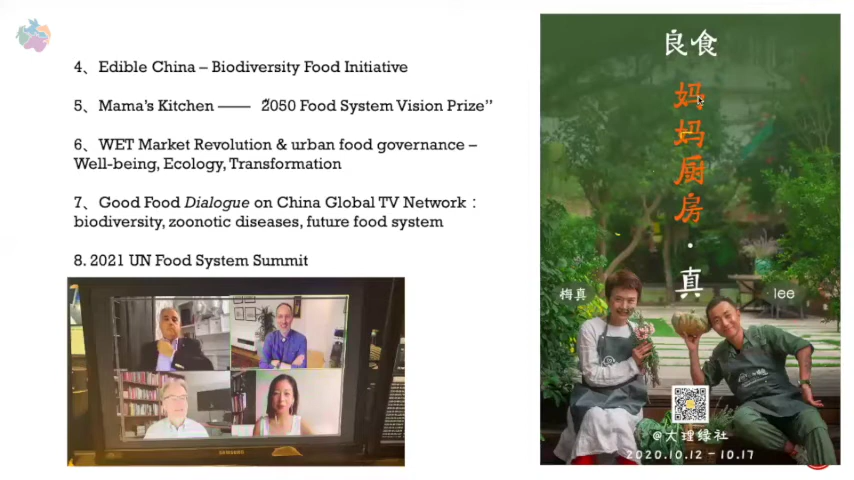 4、Edible China – Biodiversity Food Initiative
5、Mama's Kitchen —— “2050 Food System Vision Prize”
6、WET Market Revolution & urban food governance –
Well-being, Ecology, Transformation
7、Good Food Dialogue on China Global TV Network：
biodiversity, zoonotic diseases, future food system
8. 2021 UN Food System Summit
SAMSUNG
良食
妈妈厨房·真
梅真
lee
@大理绿社
2020.10.12-10.17